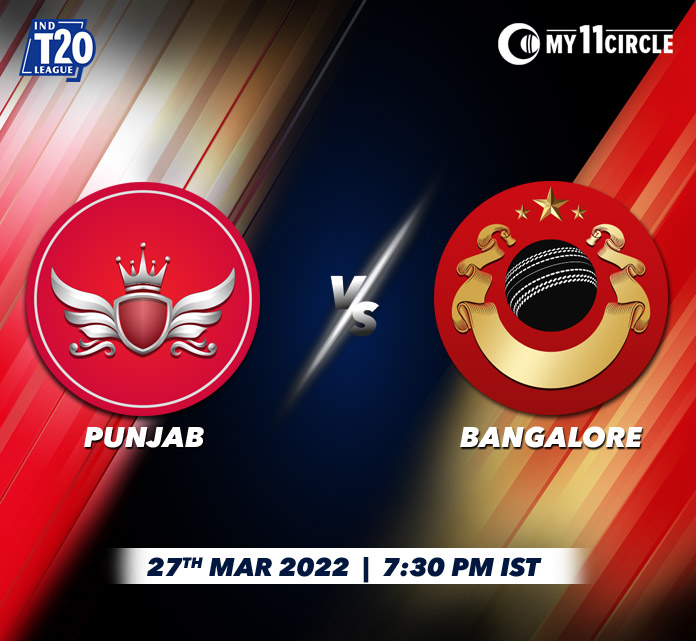 IND
T20
LEAGUE
MY11CIRCLE
VS
PUNJAB
BANGALORE
27TH MAR 2022 | 7:30 PM IST